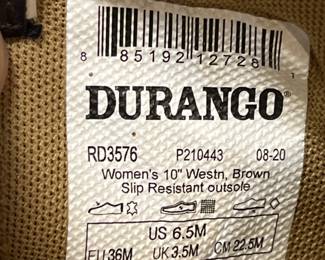 8 85192 12728
DURANGO®
RD3576 P210443 08-20
Women's 10" Westn, Brown
Slip Resistant outsole
US 6.5M
EU 36M UK 3.5M CM 22.5M